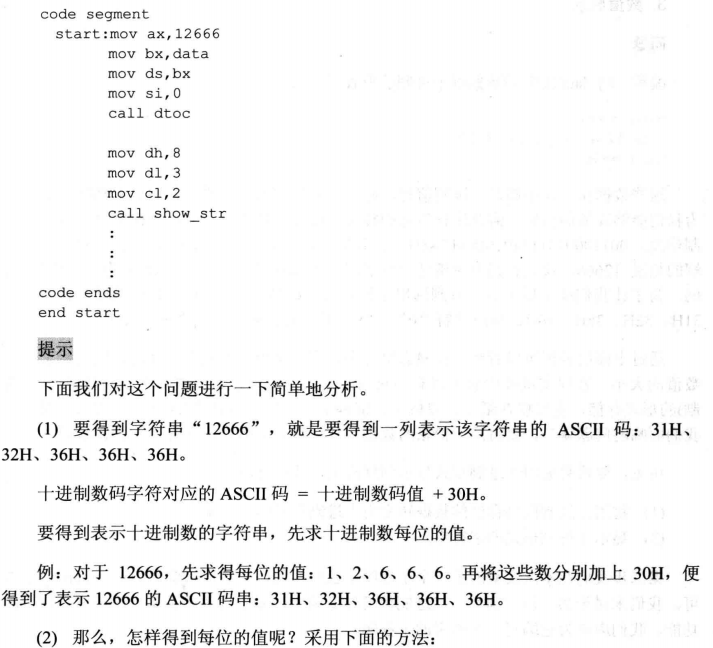 code segment
start:mov ax,12666
mov bx,data
mov ds,bx
mov si,0
call dtoc
mov dh,8
mov dl,3
mov cl,2
call show_str
:
:
:
code ends
end start
提示
下面我们对这个问题进行一下简单地分析。
(1) 要得到字符串“12666”，就是要得到一列表示该字符串的 ASCII 码：31H、
32H、36H、36H、36H。
十进制数码字符对应的 ASCII 码 = 十进制数码值 +30H。
要得到表示十进制数的字符串，先求十进制数每位的值。
例：对于 12666，先求得每位的值：1、2、6、6、6。再将这些数分别加上 30H，便
得到了表示 12666 的 ASCII 码串：31H、32H、36H、36H、36H。
(2) 那么，怎样得到每位的值呢？采用下面的方法：